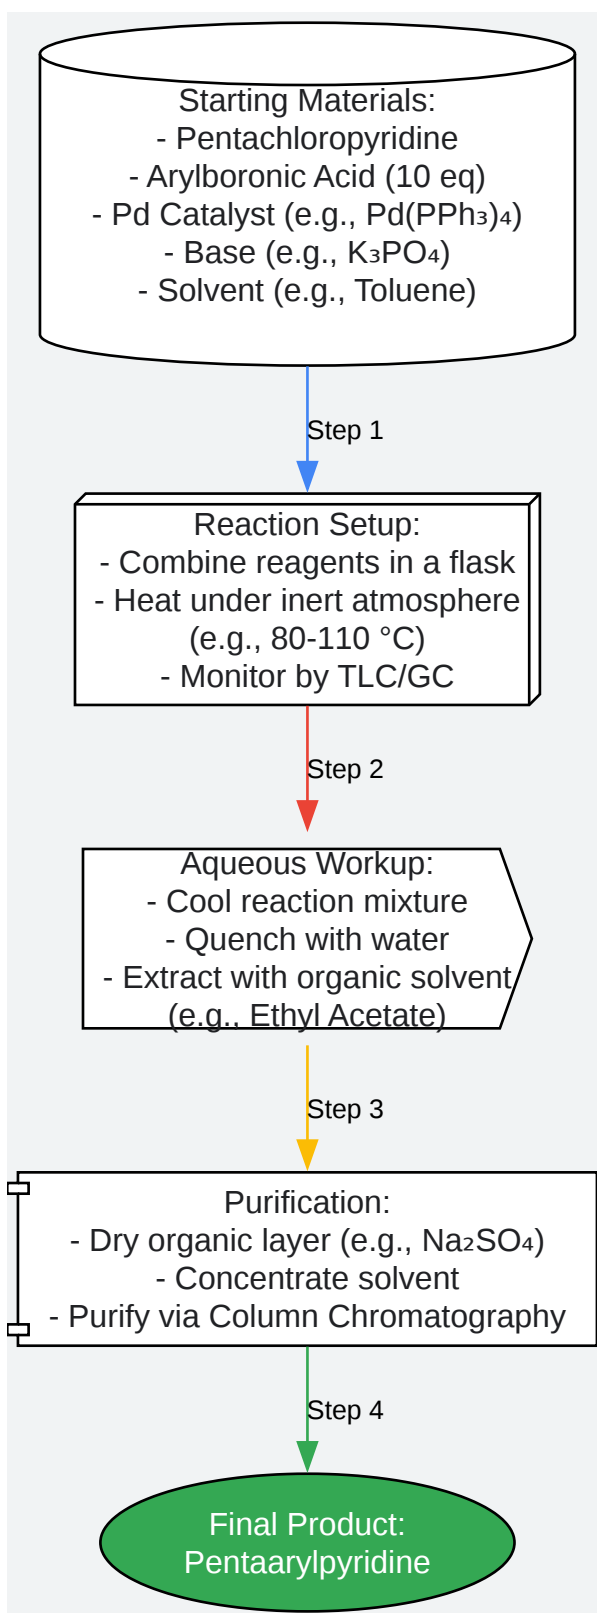 Starting Materials:
- Pentachloropyridine
- Arylboronic Acid (10 eq)
- Pd Catalyst (e.g., Pd(PPh₃)₄)
- Base (e.g., K₃PO₄)
- Solvent (e.g., Toluene)
Step 1
Reaction Setup:
- Combine reagents in a flask
- Heat under inert atmosphere
(e.g., 80-110 °C)
- Monitor by TLC/GC
Step 2
Aqueous Workup:
- Cool reaction mixture
- Quench with water
- Extract with organic solvent
(e.g., Ethyl Acetate)
Step 3
Purification:
- Dry organic layer (e.g., Na₂SO₄)
- Concentrate solvent
- Purify via Column Chromatography
Step 4
Final Product:
Pentaarylpyridine